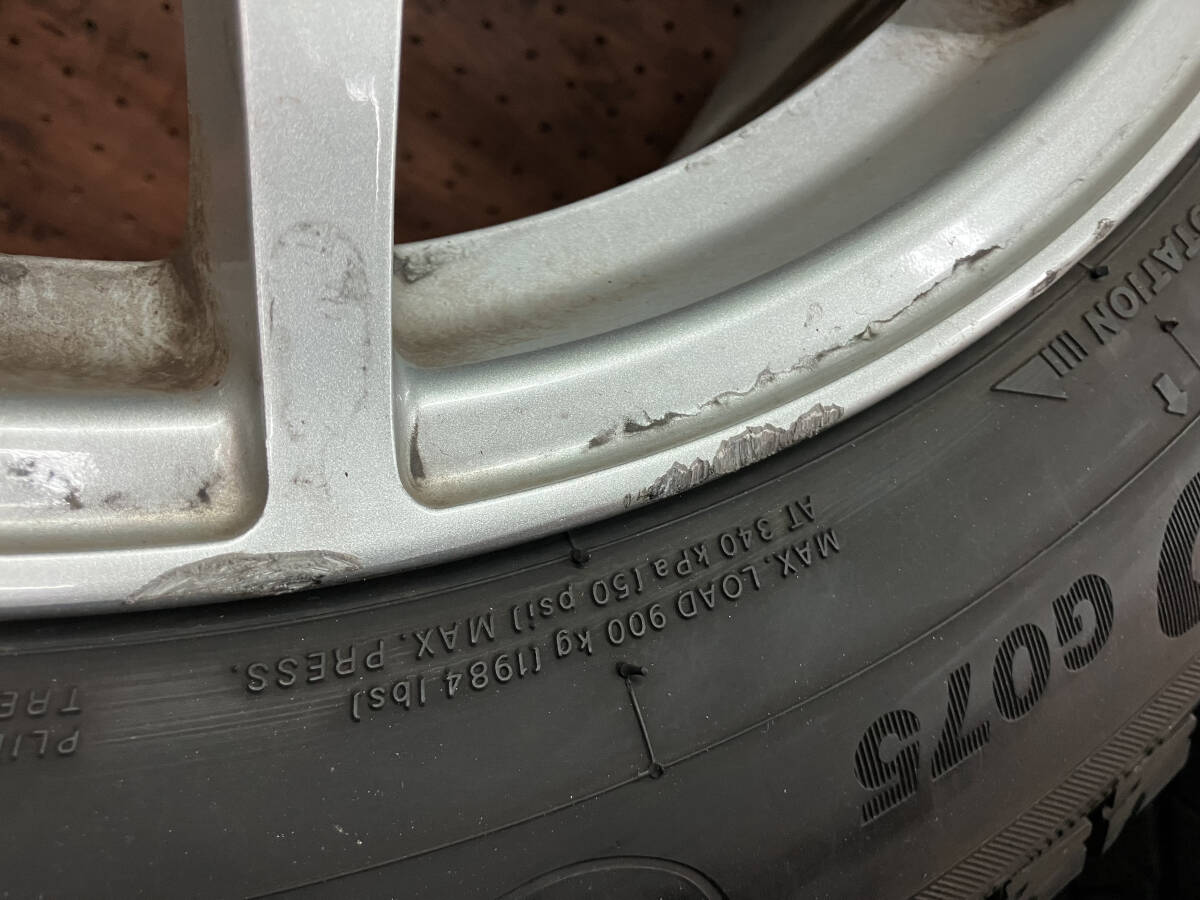 MAX. LOAD 900 kg (1984 lbs)
AT 340 kPa (50 psi) MAX. PRESS.
G075